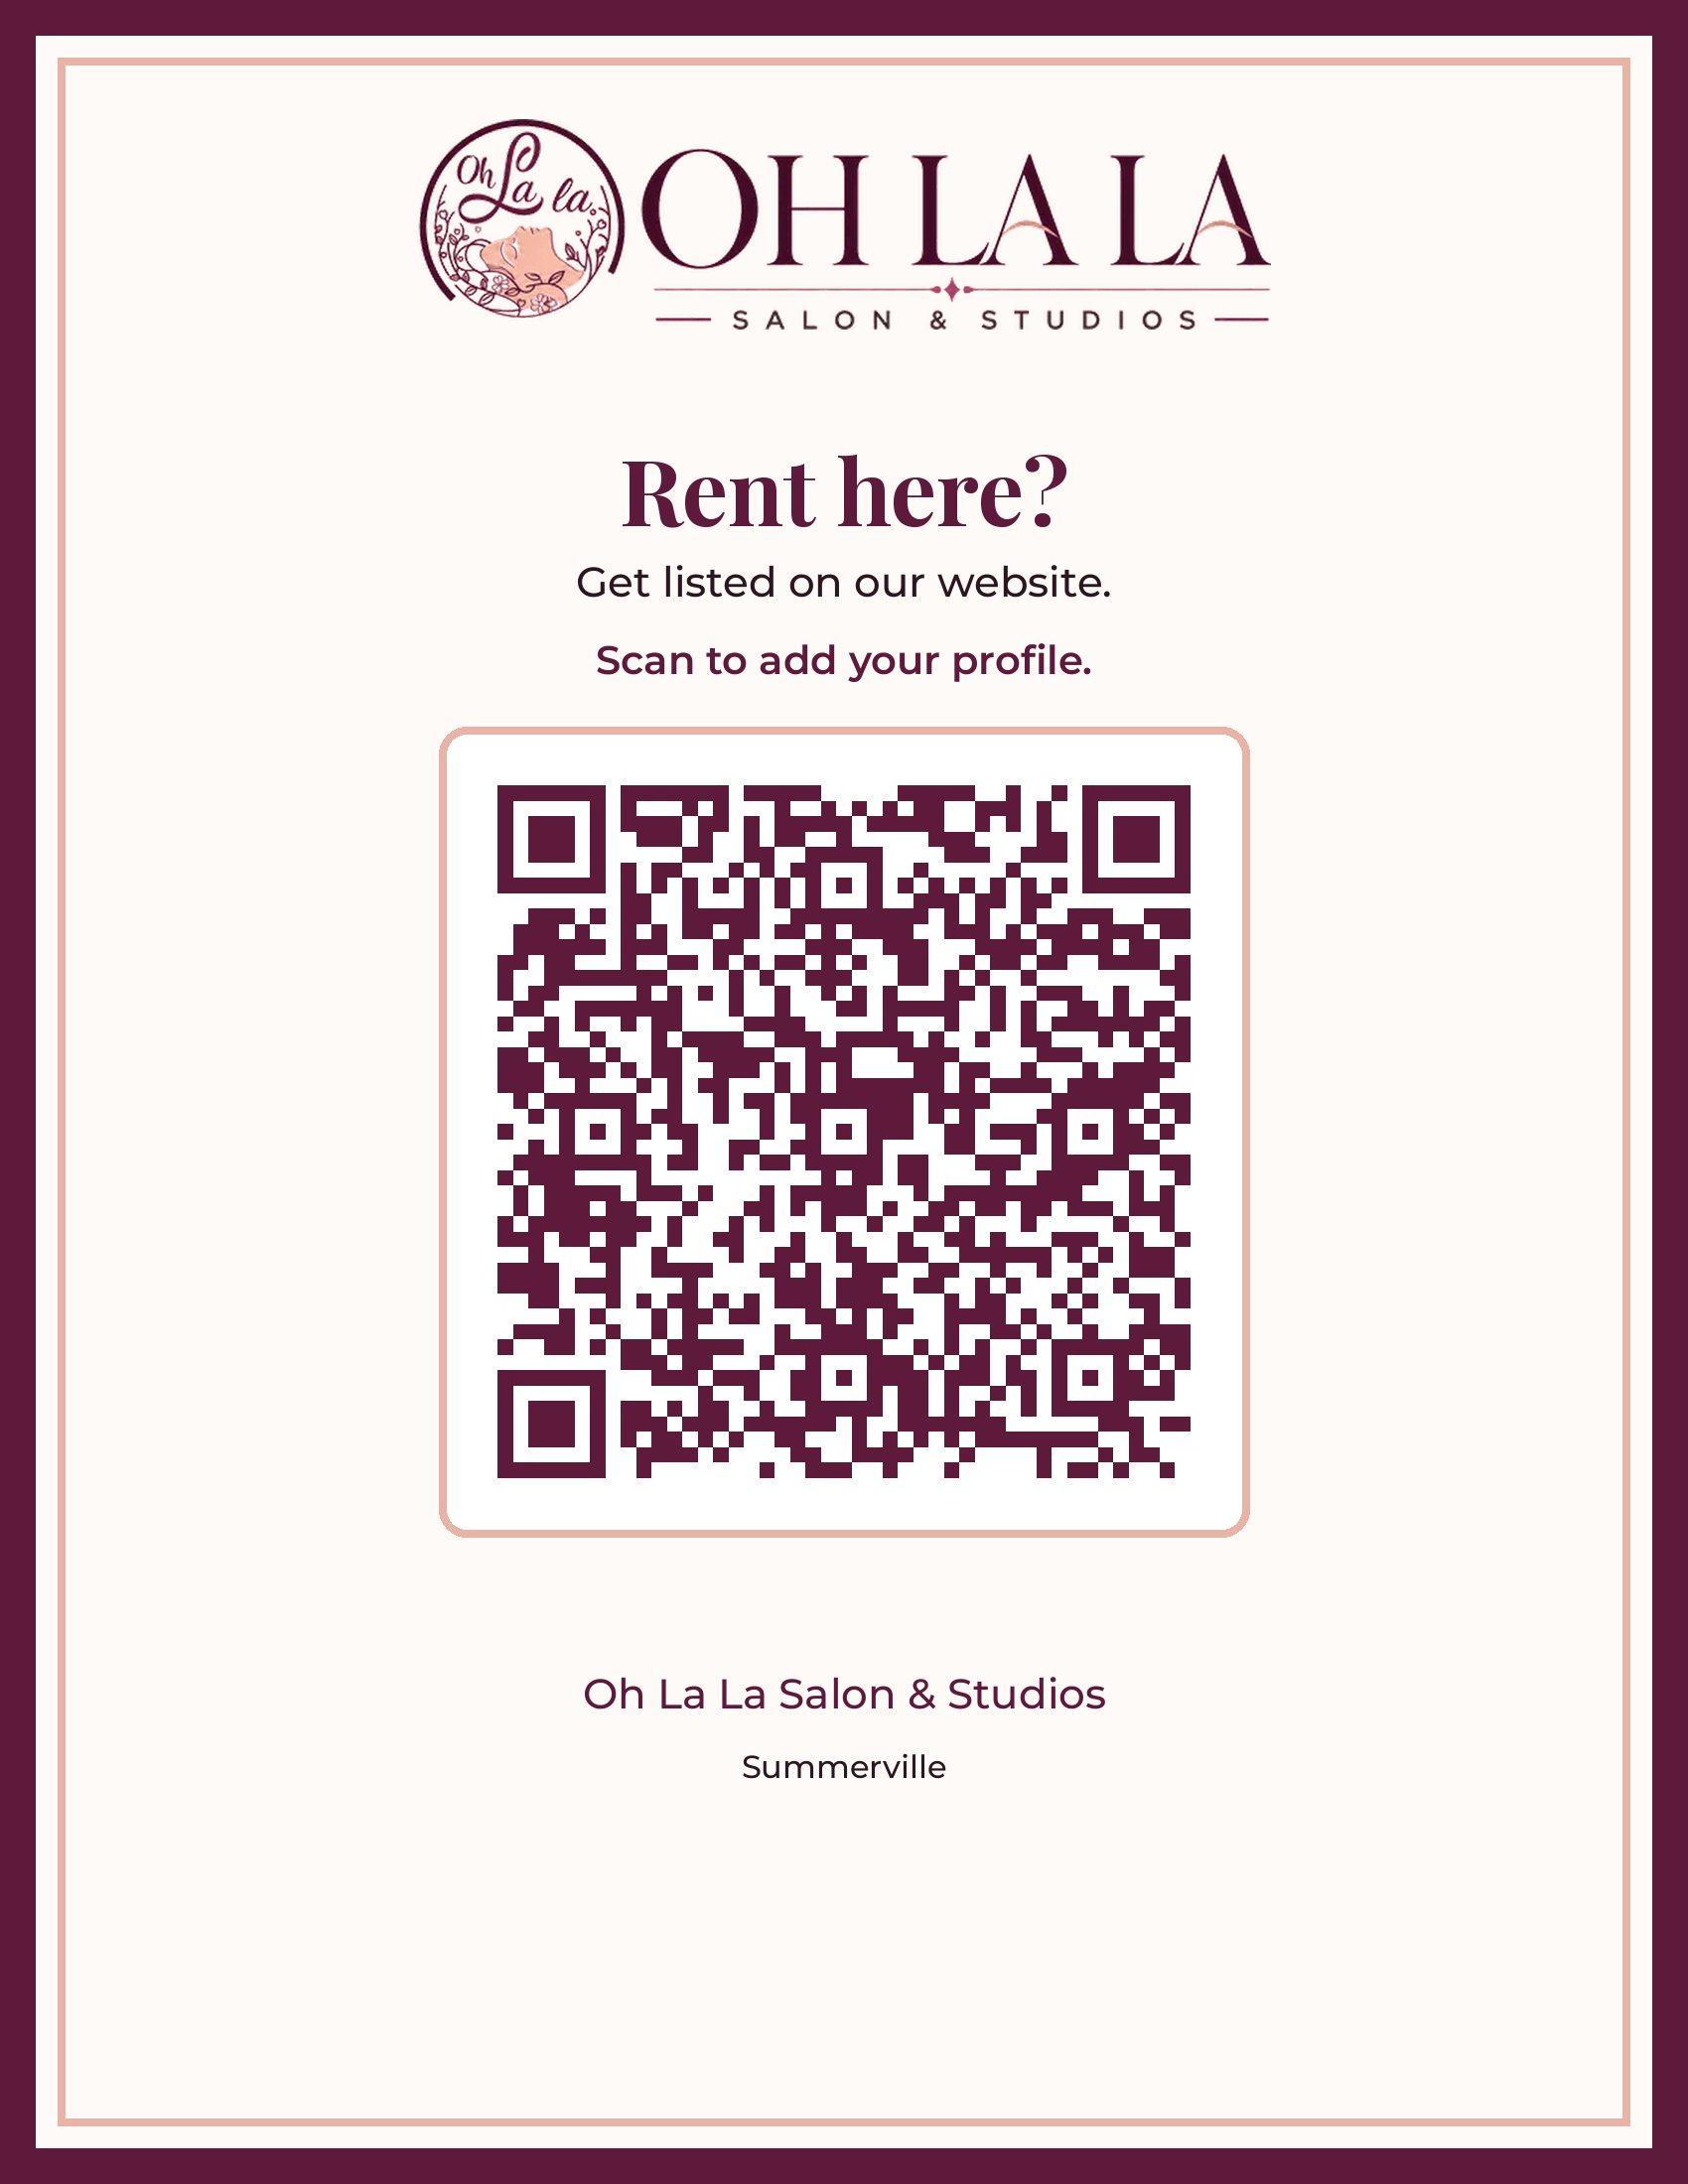 Oh La la
OH LA LA
SALON & STUDIOS
Rent here?
Get listed on our website.
Scan to add your profile.
Oh La La Salon & Studios
Summerville